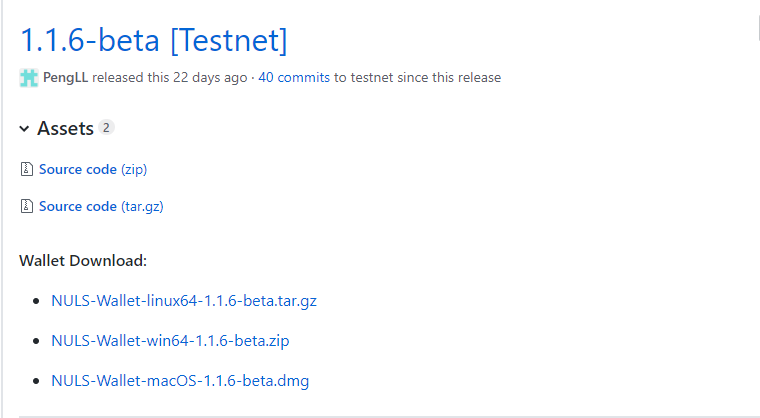 1.1.6-beta [Testnet]
PengLL released this 22 days ago · 40 commits to testnet since this release
Assets 2
Source code (zip)
Source code (tar.gz)
Wallet Download:
NULS-Wallet-linux64-1.1.6-beta.tar.gz
NULS-Wallet-win64-1.1.6-beta.zip
NULS-Wallet-macOS-1.1.6-beta.dmg